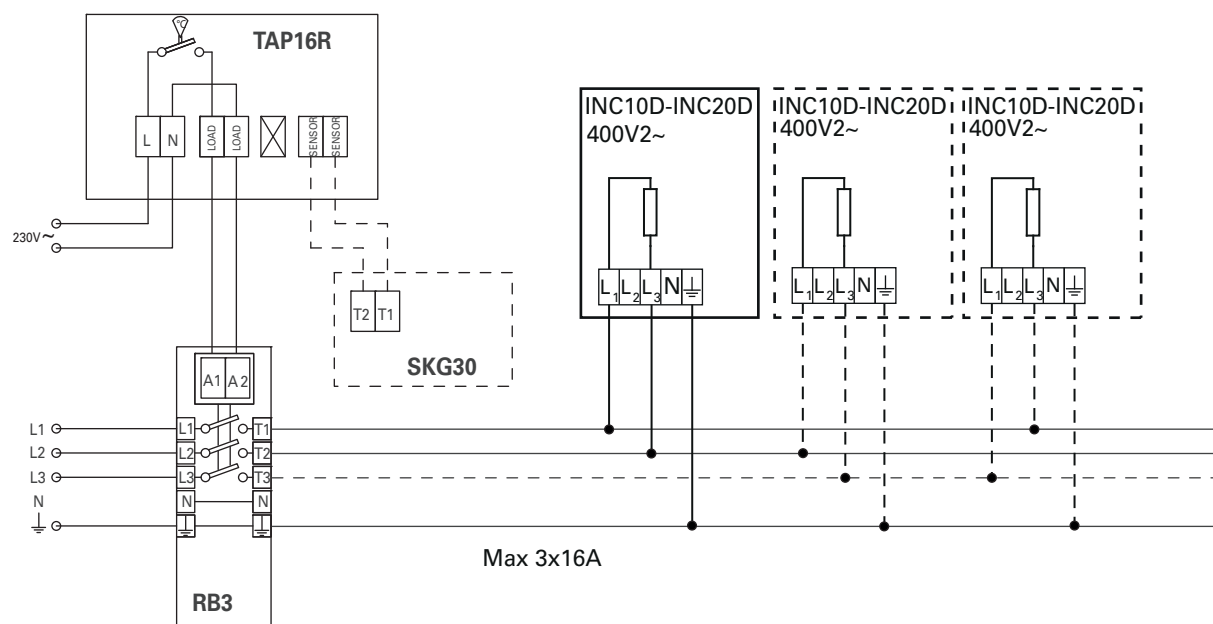 °C
TAP16R
L N LOAD LOAD SENSOR SENSOR
230V~
T2 T1
SKG30
INC10D-INC20D
400V2~
L1 L2 L3 N
INC10D-INC20D
400V2~
L1 L2 L3 N
INC10D-INC20D
400V2~
L1 L2 L3 N
A1 A2
L1 L1 T1
L2 L2 T2
L3 L3 T3
N N N
Max 3x16A
RB3